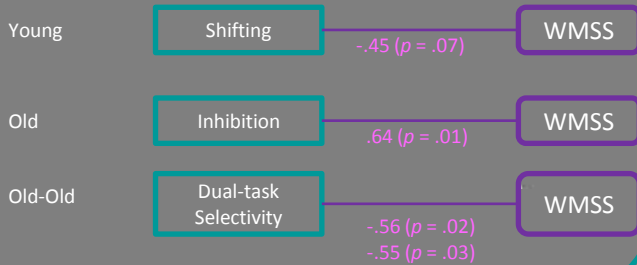 Young Shifting -.45 (p = .07) WMSS
Old Inhibition .64 (p = .01) WMSS
Old-Old Dual-task
Selectivity WMSS
-.56 (p = .02)
-.55 (p = .03)